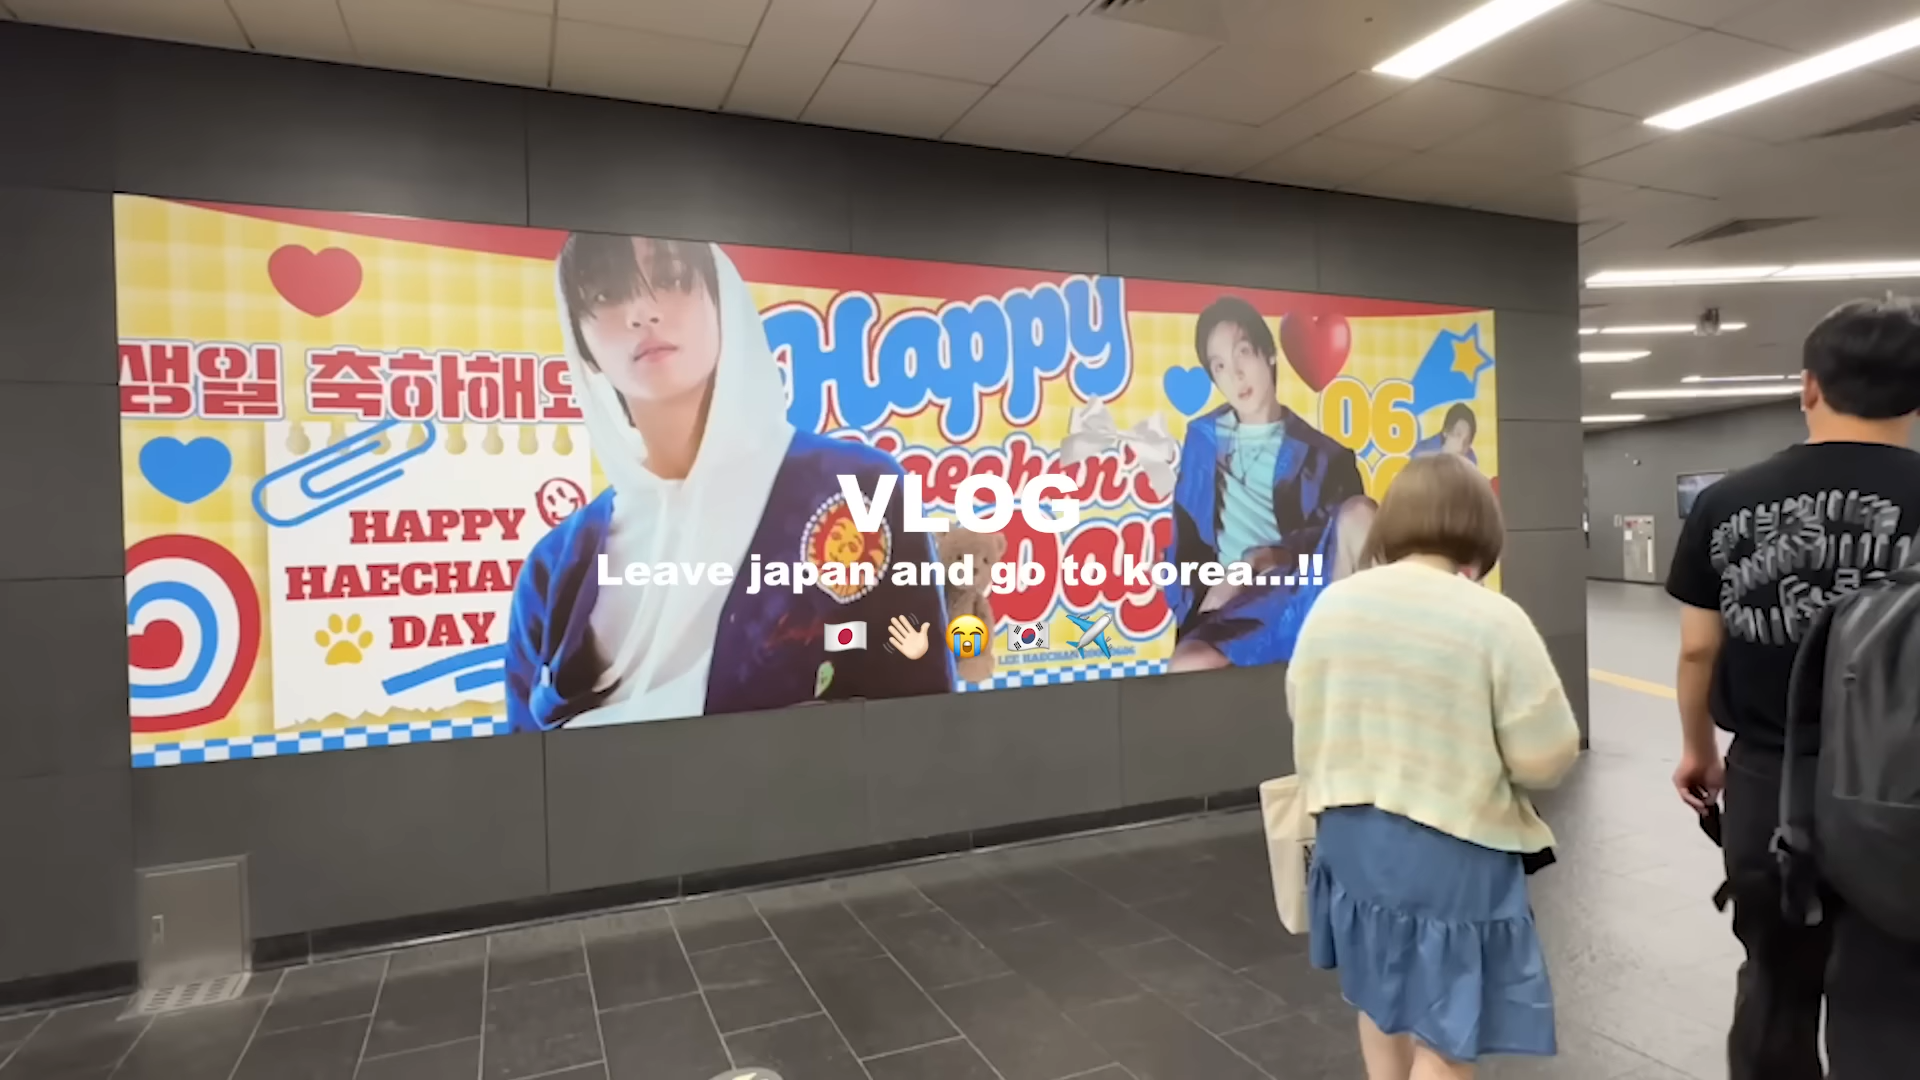 생일 축하해요
HAPPY
HAECHAN
DAY
Happy
Haechan's
Day
06
VLOG
Leave japan and go to korea...!!
🇯🇵 👋🏻 😭 🇰🇷 ✈️
LEE HAECHAN